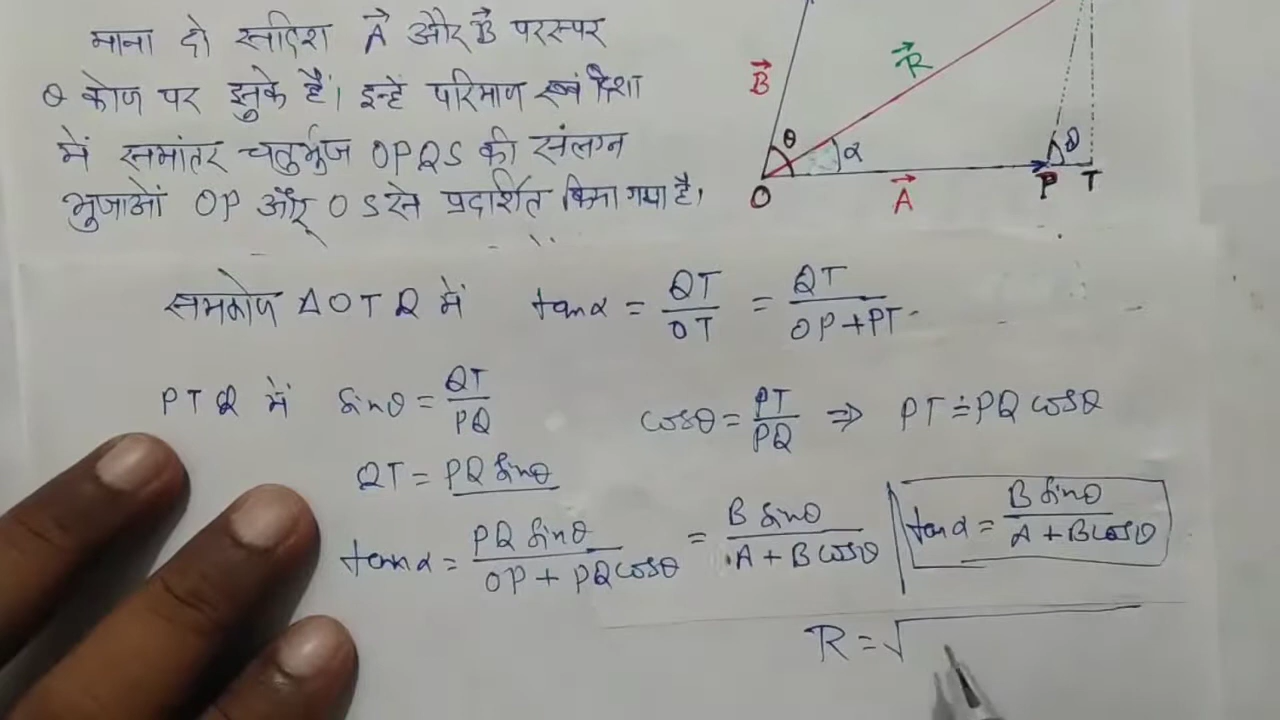 माना दो सदिश A⃗ और B⃗ परस्पर
θ कोण पर झुके है। इन्हें परिमाण एवं दिशा
में समांतर चतुर्भुज OPQS की संलग्न
भुजाओं OP और OS से प्रदर्शित किया गया है।
B⃗
R⃗
θ
α
θ
O
A⃗
P
T
समकोण ΔOTQ में tanα = QT/OT = QT/(OP+PT)
PTQ में sinθ = QT/PQ cosθ = PT/PQ ⇒ PT = PQ cosθ
QT = PQ sinθ
tanα = PQ sinθ/(OP + PQ cosθ) = B sinθ/(A + B cosθ) tanα = B sinθ/(A + B cosθ)
R = √